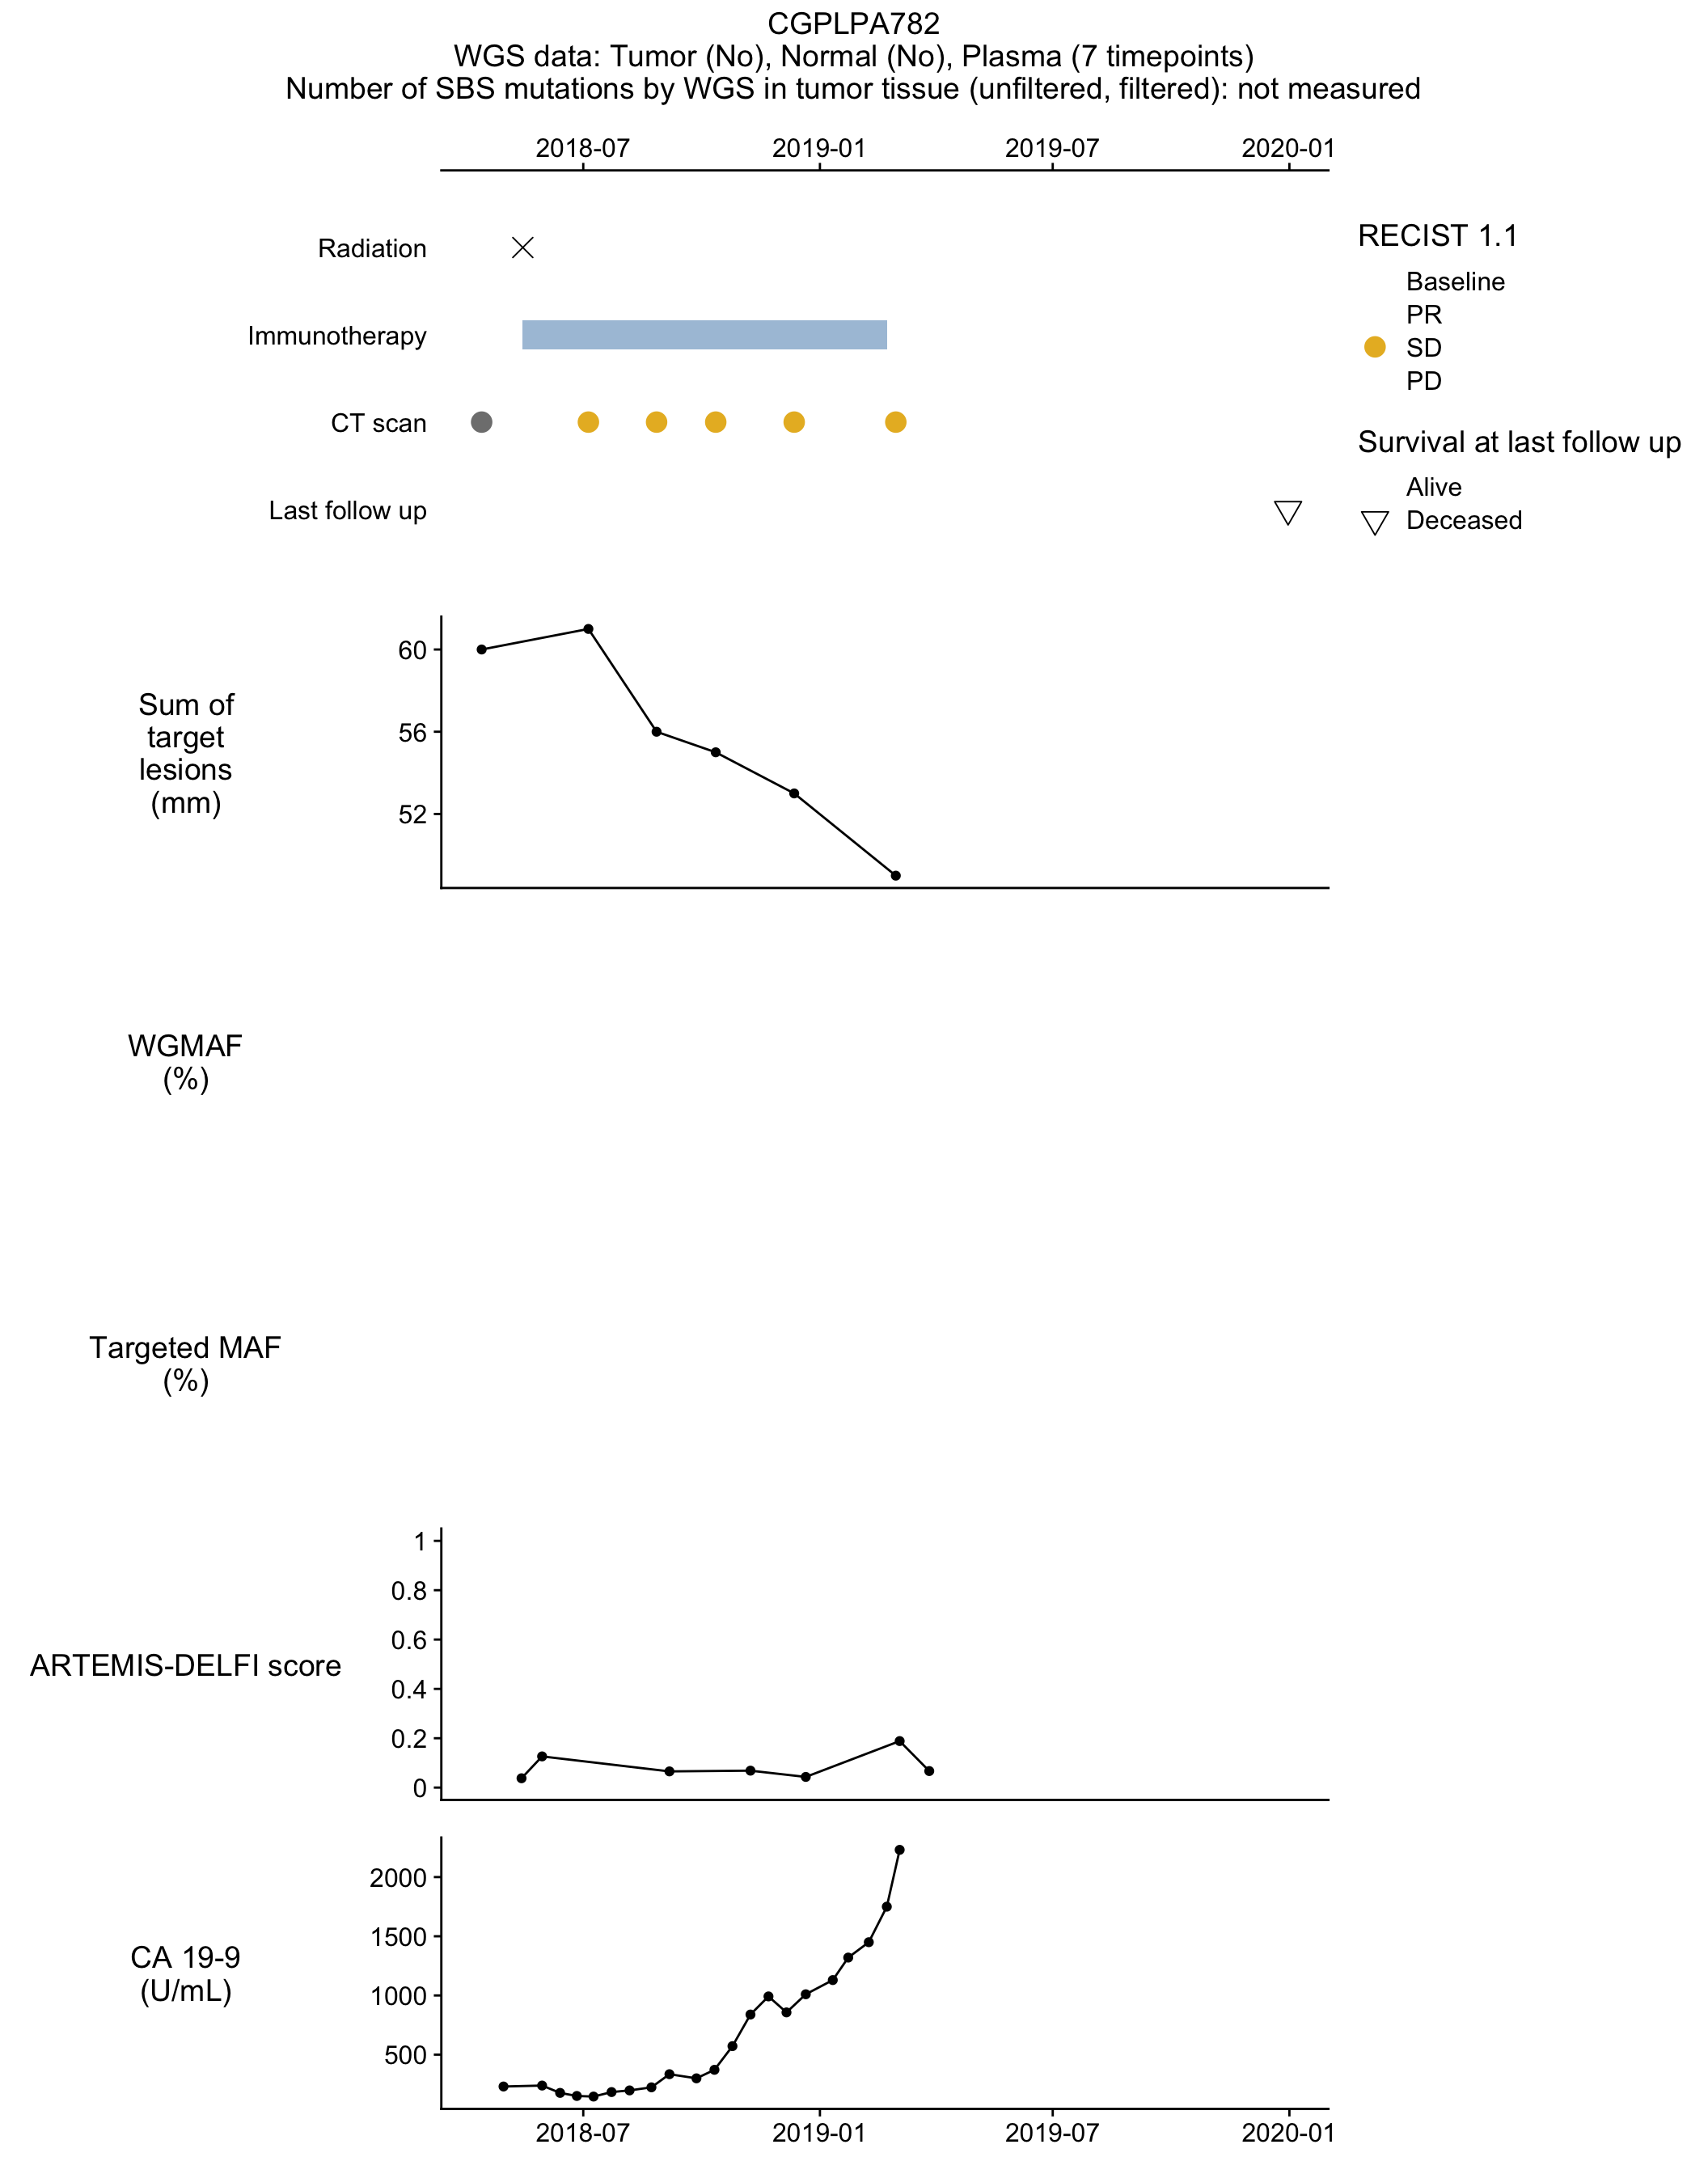 CGPLPA782
WGS data: Tumor (No), Normal (No), Plasma (7 timepoints)
Number of SBS mutations by WGS in tumor tissue (unfiltered, filtered): not measured
2018-07 2019-01 2019-07 2020-01
Radiation
Immunotherapy
CT scan
Last follow up
RECIST 1.1
Baseline
PR
SD
PD
Survival at last follow up
Alive
Deceased
Sum of
target
lesions
(mm)
60
56
52
WGMAF
(%)
Targeted MAF
(%)
ARTEMIS-DELFI score
1
0.8
0.6
0.4
0.2
0
CA 19-9
(U/mL)
2000
1500
1000
500
2018-07 2019-01 2019-07 2020-01